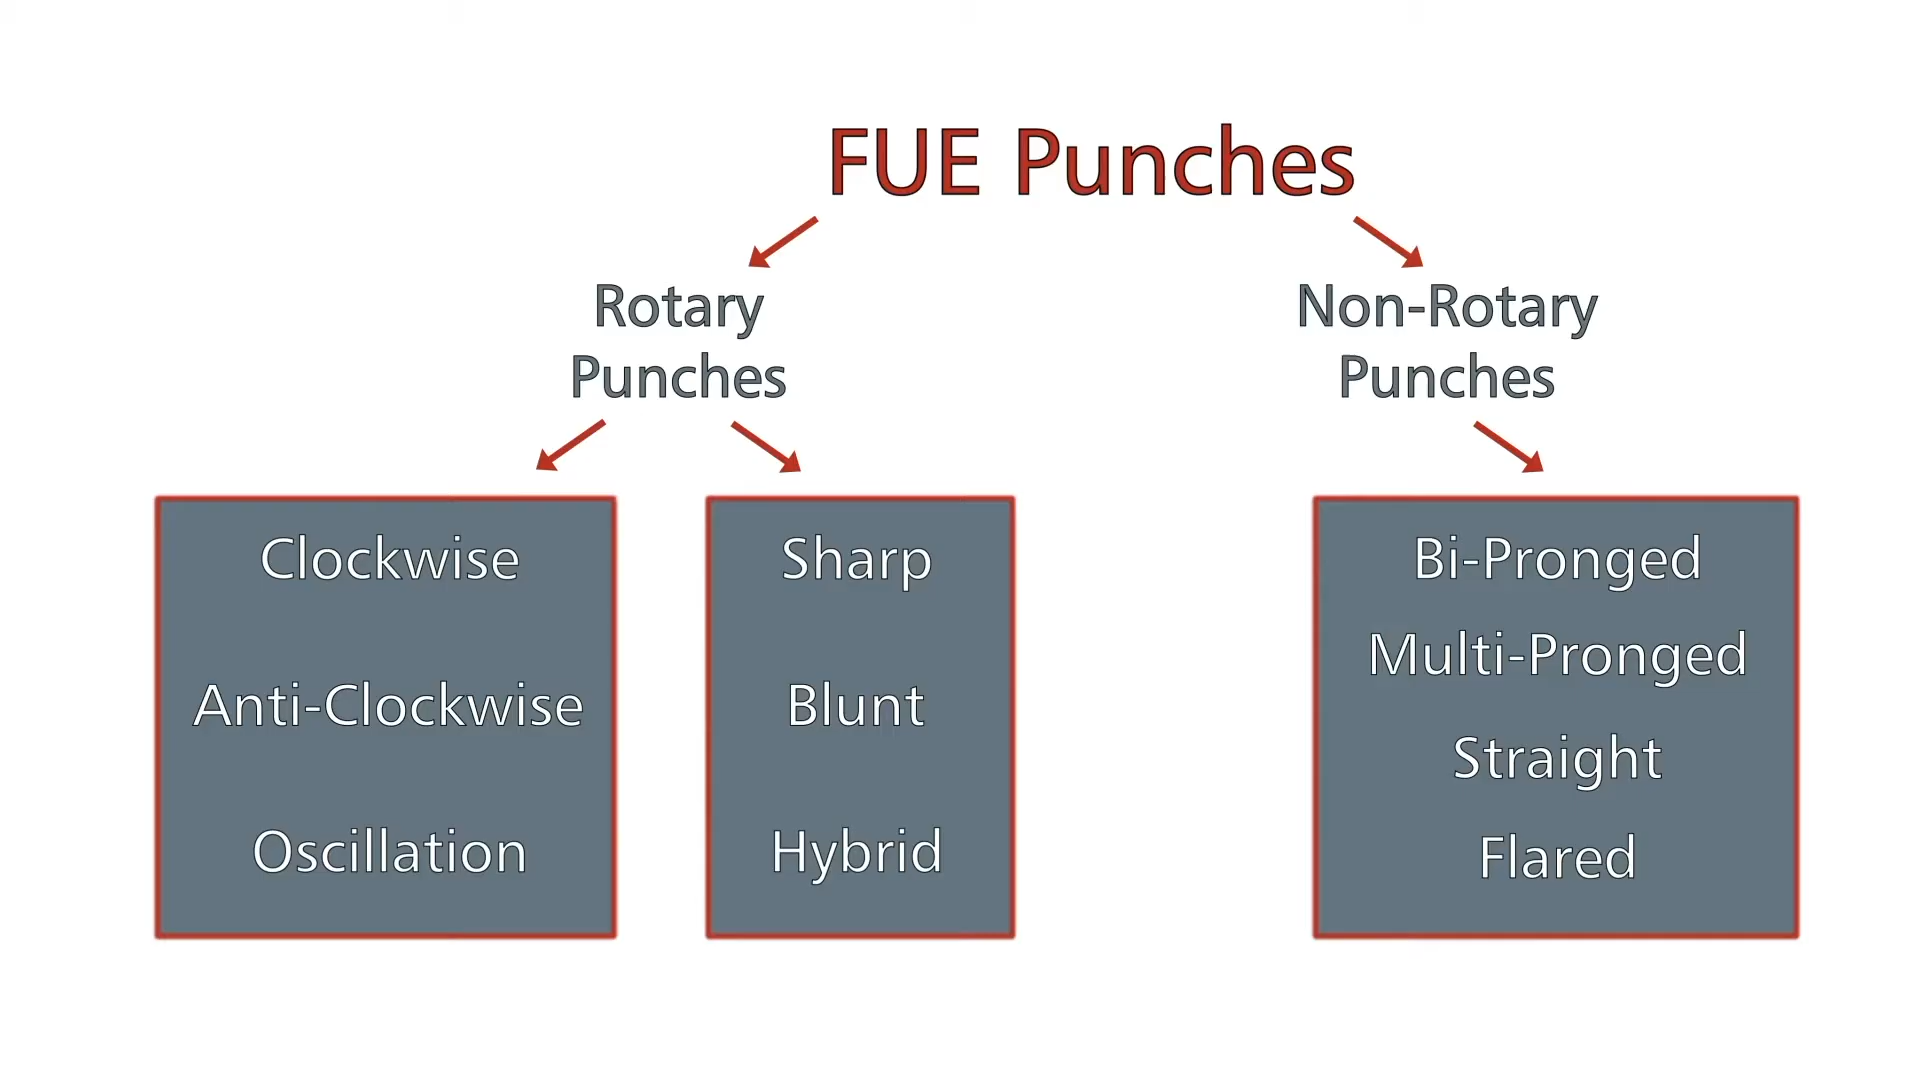 FUE Punches
Rotary
Punches
Non-Rotary
Punches
Clockwise
Anti-Clockwise
Oscillation
Sharp
Blunt
Hybrid
Bi-Pronged
Multi-Pronged
Straight
Flared